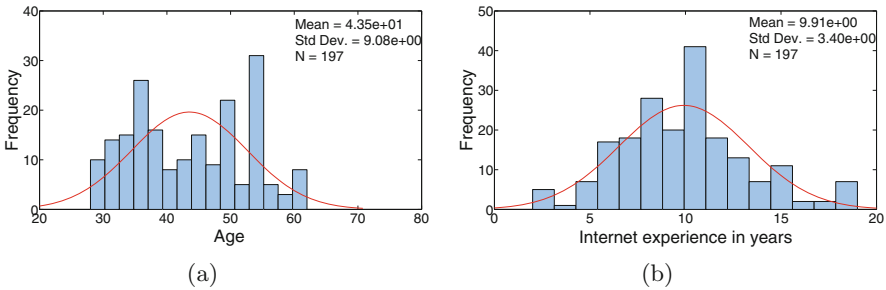 Mean = 4.35e+01
Std Dev. = 9.08e+00
N = 197
Frequency
40
30
20
10
0
20 30 40 50 60 70 80
Age
(a)
Mean = 9.91e+00
Std Dev. = 3.40e+00
N = 197
Frequency
50
40
30
20
10
0
0 5 10 15 20
Internet experience in years
(b)